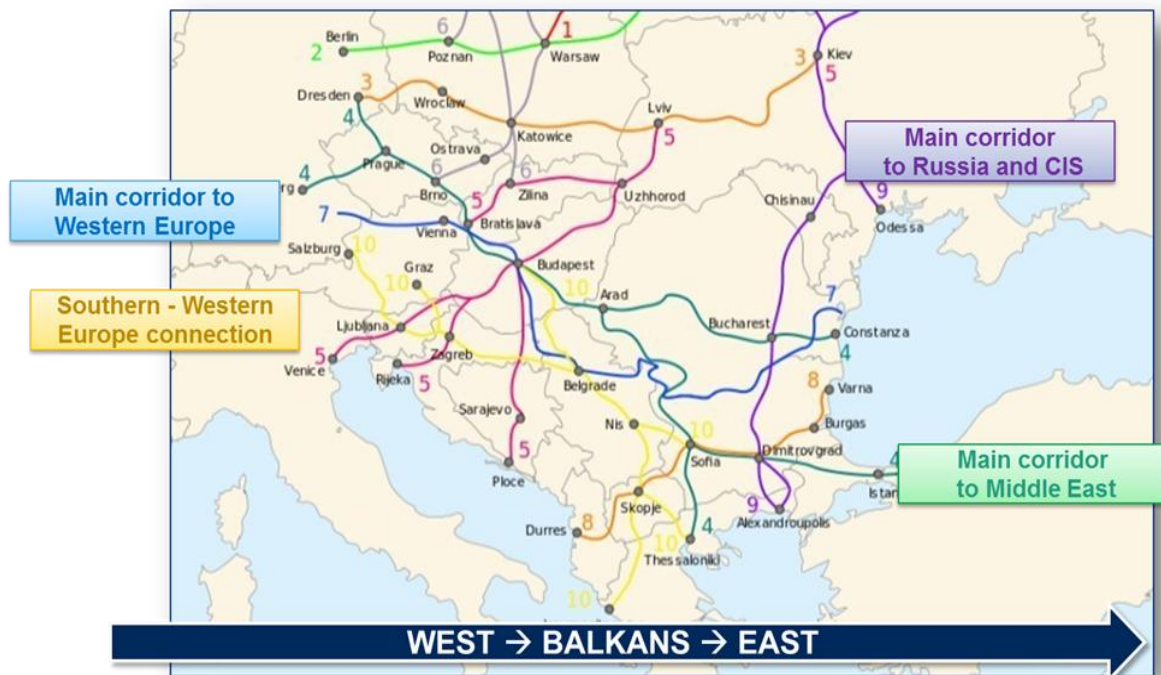 6
1
Berlin
2
Poznan
Warsaw
3
Kiev
5
3
Dresden
Wroclaw
Lviv
4
Katowice
5
Ostrava
Prague
4
6
6
rg
Brno
Zilina
Uzhhorod
Main corridor
to Russia and CIS
9
Main corridor to
Western Europe
7
5
Bratislava
Vienna
Chisinau
Odessa
Salzburg
10
Graz
10
Budapest
10
Arad
7
Southern - Western
Europe connection
Ljubljana
Zagreb
Bucharest
Constanza
4
5
Venice
Rijeka
5
Belgrade
8
Varna
Sarajevo
Nis
10
Burgas
5
Ploce
Sofia
Dimitrovgrad
Main corridor
to Middle East
4
Istan
Skopje
9
Durres
8
4
Alexandroupolis
10
Thessaloniki
10
WEST → BALKANS → EAST